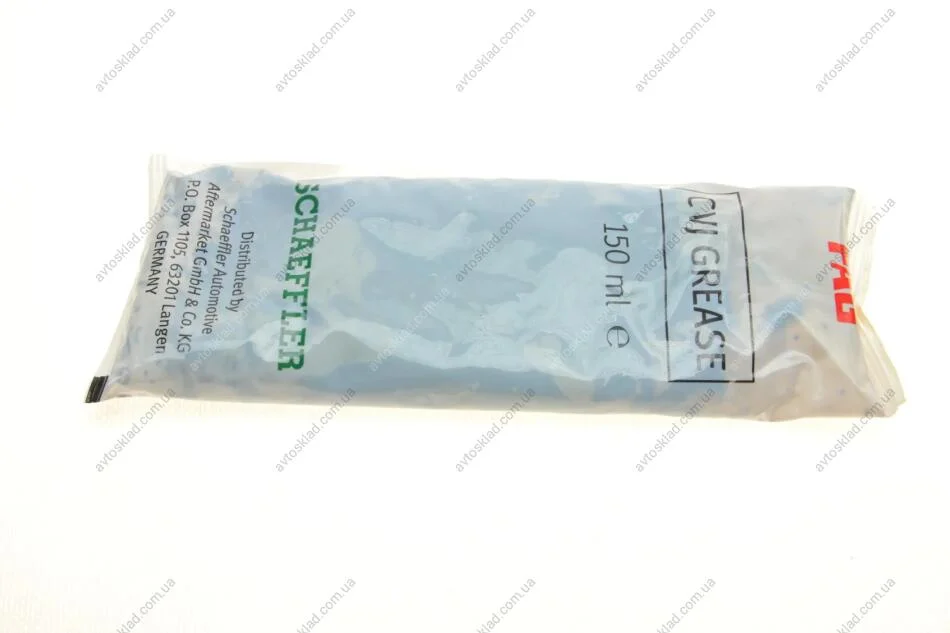 FAG
CVJ GREASE
150 ml ℮
SCHAEFFLER
Distributed by
Schaeffler Automotive
Aftermarket GmbH & Co. KG
P.O. Box 1105, 63201 Langen
GERMANY
avtosklad.com.ua